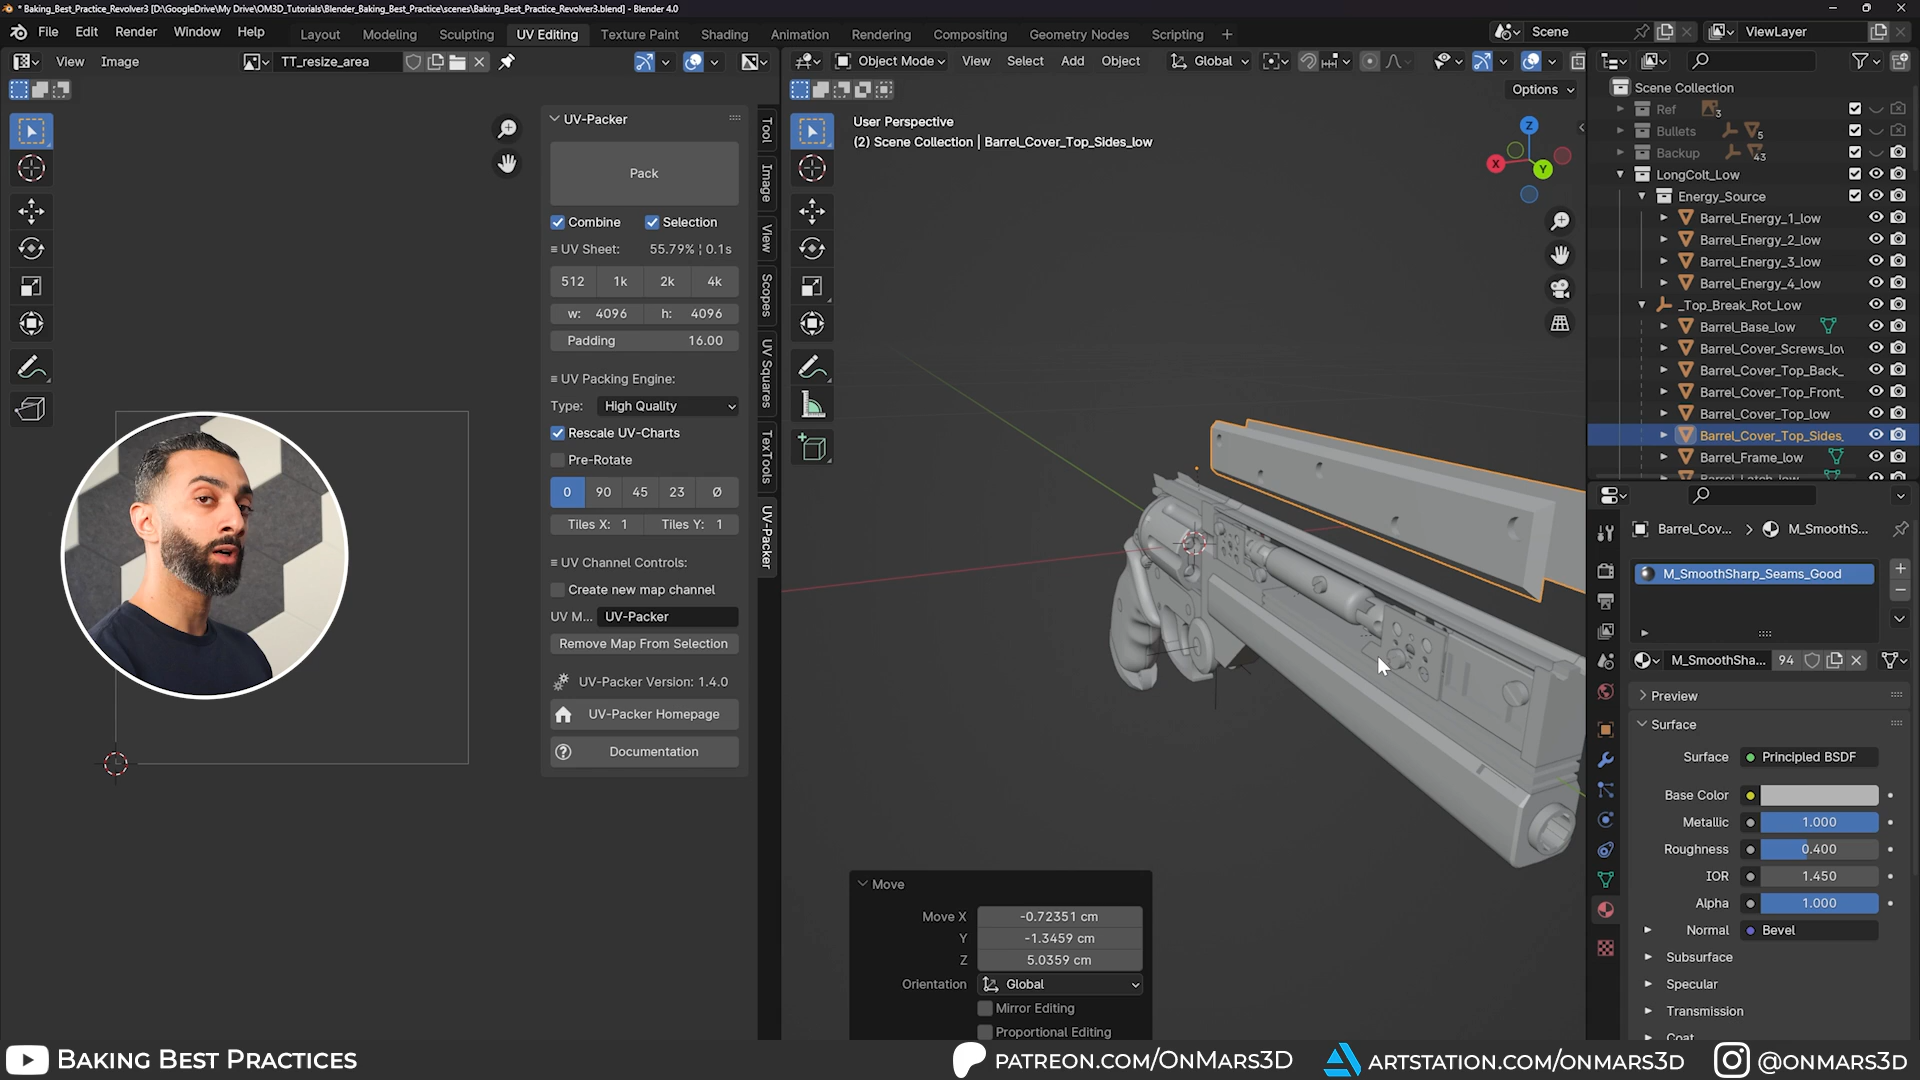 * Baking_Best_Practice_Revolver3 [D:\GoogleDrive\My Drive\OM3D_Tutorials\Blender_Baking_Best_Practice\scenes\Baking_Best_Practice_Revolver3.blend] - Blender 4.0
File Edit Render Window Help
Layout Modeling Sculpting UV Editing Texture Paint Shading Animation Rendering Compositing Geometry Nodes Scripting +
Scene
ViewLayer
View Image
TT_resize_area
Object Mode View Select Add Object
Global
Options
UV-Packer
Pack
Combine Selection
UV Sheet: 55.79% ¦ 0.1s
512 1k 2k 4k
w: 4096 h: 4096
Padding 16.00
UV Packing Engine:
Type: High Quality
Rescale UV-Charts
Pre-Rotate
0 90 45 23 Ø
Tiles X: 1 Tiles Y: 1
UV Channel Controls:
Create new map channel
UV M... UV-Packer
Remove Map From Selection
UV-Packer Version: 1.4.0
UV-Packer Homepage
Documentation
Tool
Image
View
Scopes
UV Squares
TexTools
UV-Packer
User Perspective
(2) Scene Collection | Barrel_Cover_Top_Sides_low
Z
X
Y
Move
Move X -0.72351 cm
Y -1.3459 cm
Z 5.0359 cm
Orientation Global
Mirror Editing
Proportional Editing
Scene Collection
Ref 3
Bullets 5
Backup 43
LongColt_Low
Energy_Source
Barrel_Energy_1_low
Barrel_Energy_2_low
Barrel_Energy_3_low
Barrel_Energy_4_low
_Top_Break_Rot_Low
Barrel_Base_low
Barrel_Cover_Screws_lov
Barrel_Cover_Top_Back_
Barrel_Cover_Top_Front_
Barrel_Cover_Top_low
Barrel_Cover_Top_Sides_
Barrel_Frame_low
Barrel_Latch_low
Barrel_Cov... > M_SmoothS...
M_SmoothSharp_Seams_Good
M_SmoothSha... 94
Preview
Surface
Surface Principled BSDF
Base Color
Metallic 1.000
Roughness 0.400
IOR 1.450
Alpha 1.000
Normal Bevel
Subsurface
Specular
Transmission
Coat
Baking Best Practices
patreon.com/OnMars3D
artstation.com/onmars3d
@onmars3d